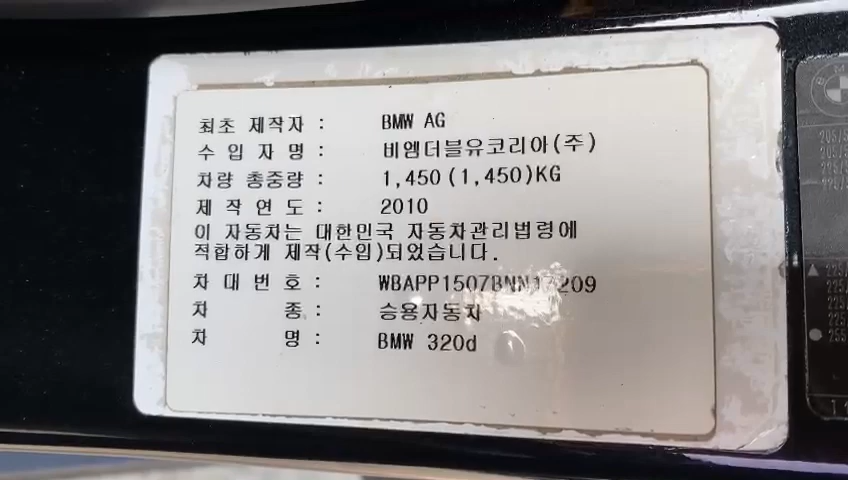 최초 제작자 : BMW AG
수 입 자 명 : 비엠더블유코리아(주)
차량 총중량 : 1,450(1,450)KG
제 작 연 도 : 2010
이 자동차는 대한민국 자동차관리법령에
적합하게 제작(수입)되었습니다.
차 대 번 호 :
차 종 : 승용자동차
차 명 : BMW 320d